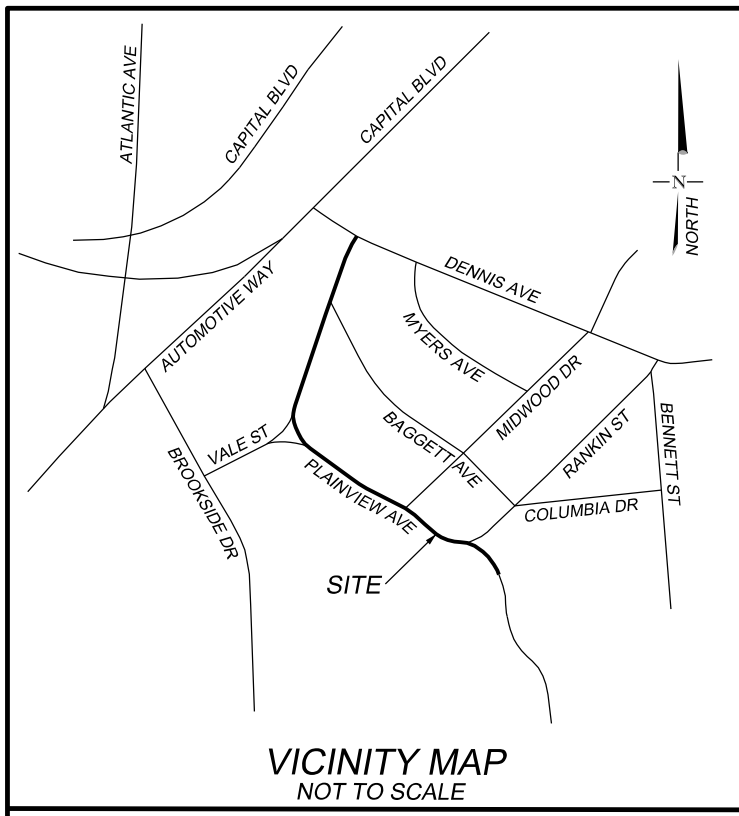 ATLANTIC AVE
CAPITAL BLVD
CAPITAL BLVD
N
NORTH
DENNIS AVE
AUTOMOTIVE WAY
MYERS AVE
MIDWOOD DR
BAGGETT AVE
RANKIN ST
BENNETT ST
VALE ST
BROOKSIDE DR
PLAINVIEW AVE
COLUMBIA DR
SITE
VICINITY MAP
NOT TO SCALE